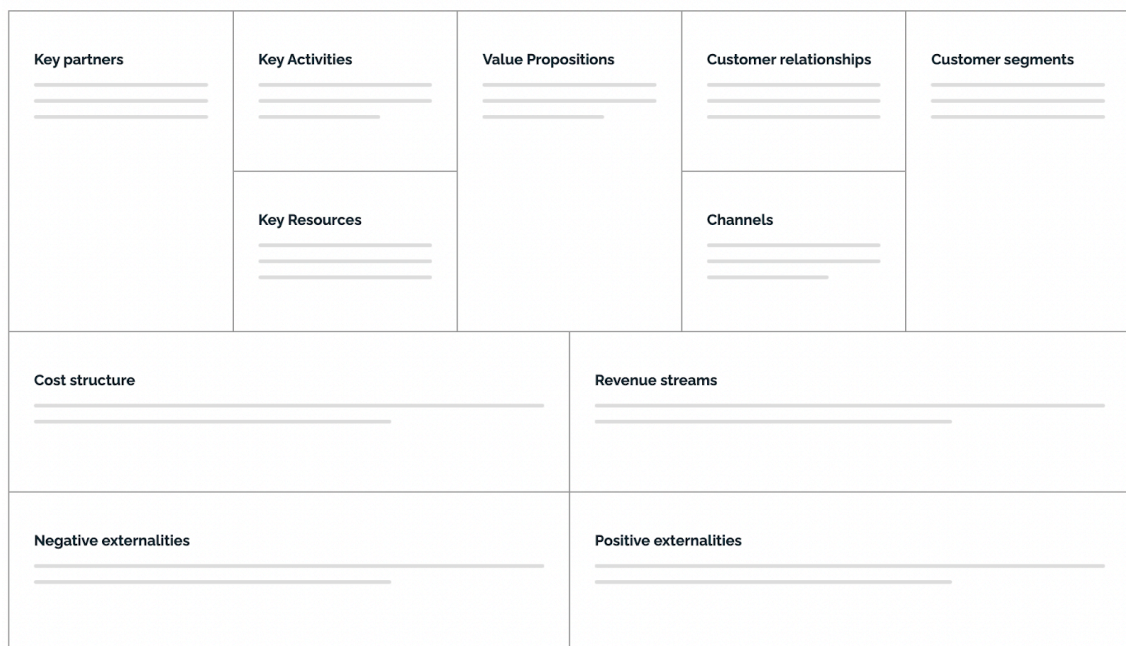 Key partners
Key Activities
Value Propositions
Customer relationships
Customer segments
Key Resources
Channels
Cost structure
Revenue streams
Negative externalities
Positive externalities